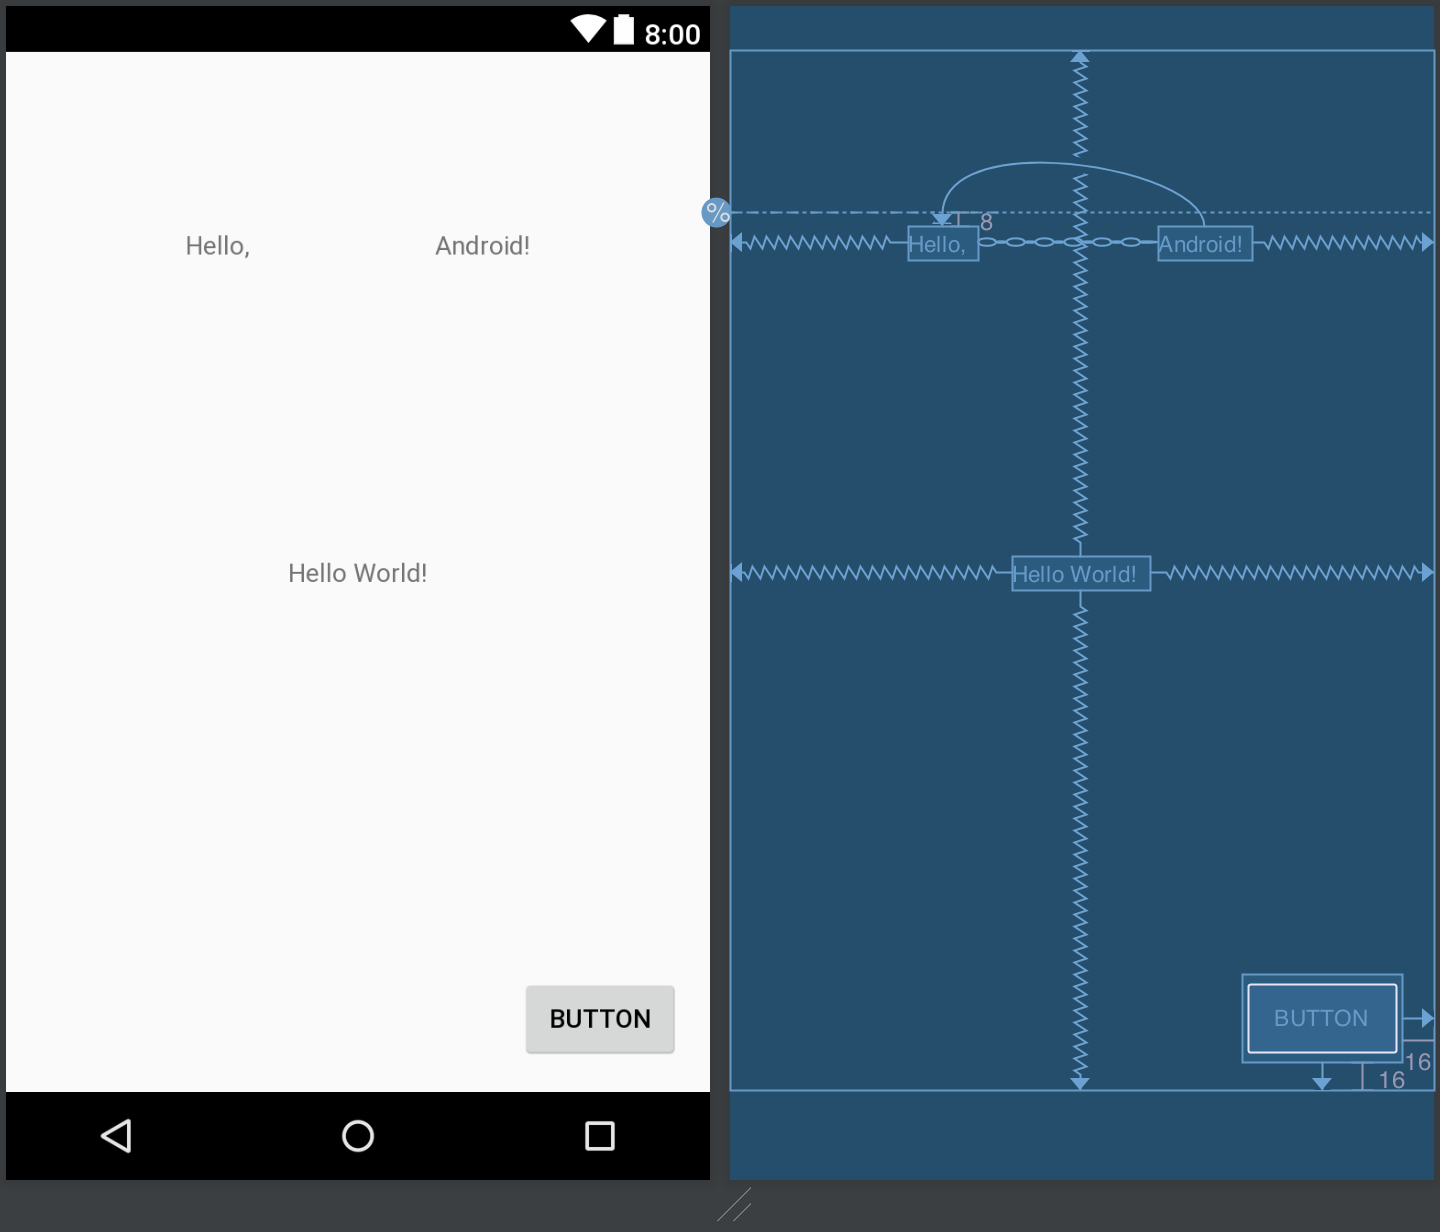 8:00
Hello, Android!
Hello World!
BUTTON
%
8
Hello, Android!
Hello World!
BUTTON
16
16